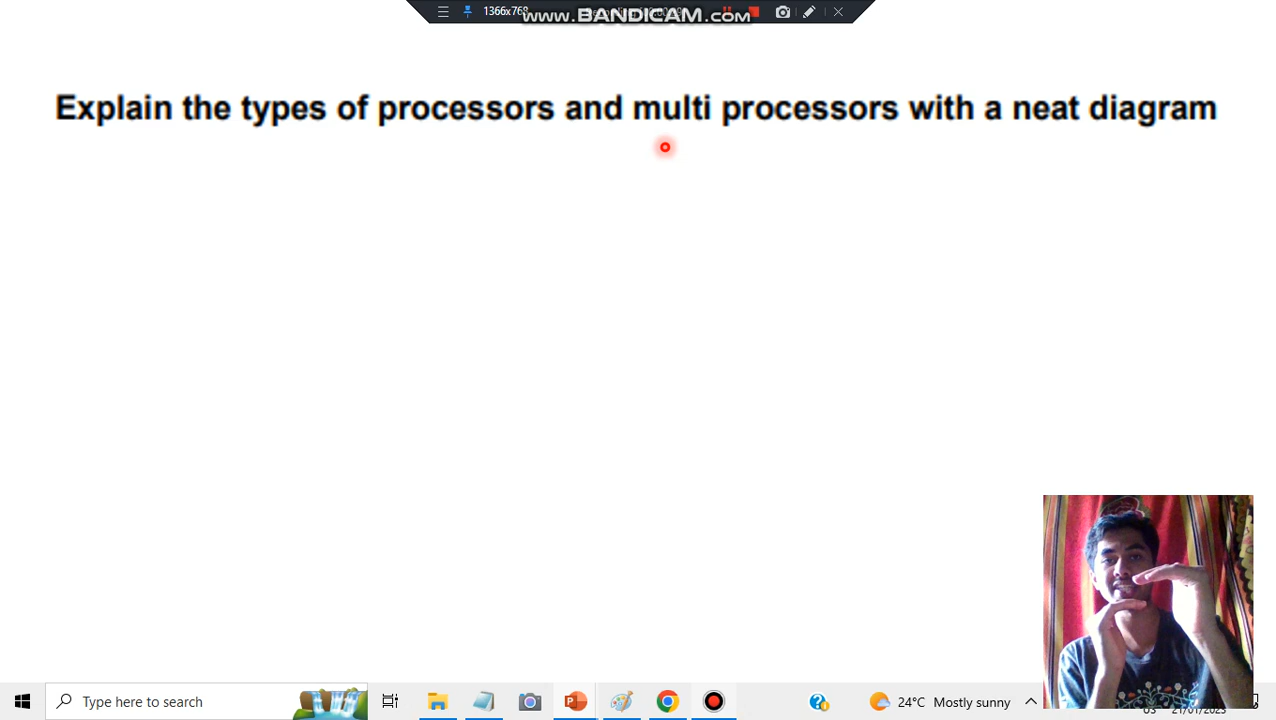 1366x768
www.BANDICAM.com
Explain the types of processors and multi processors with a neat diagram
Type here to search
24°C Mostly sunny